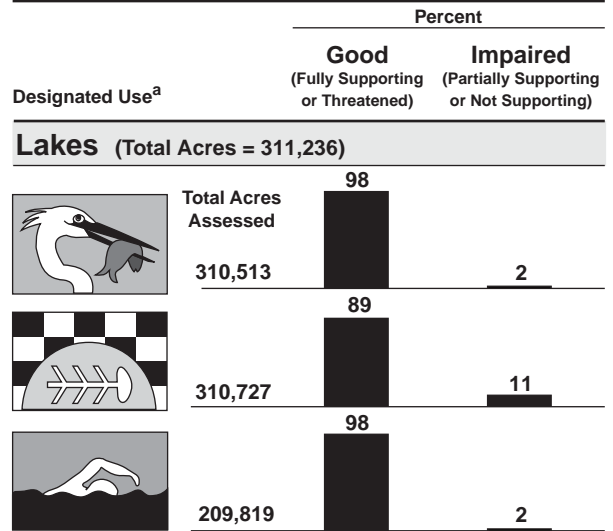 Percent
Good Impaired
(Fully Supporting (Partially Supporting
Designated Useᵃ or Threatened) or Not Supporting)
Lakes (Total Acres = 311,236)
98
Total Acres
Assessed
310,513 2
89
310,727 11
98
209,819 2